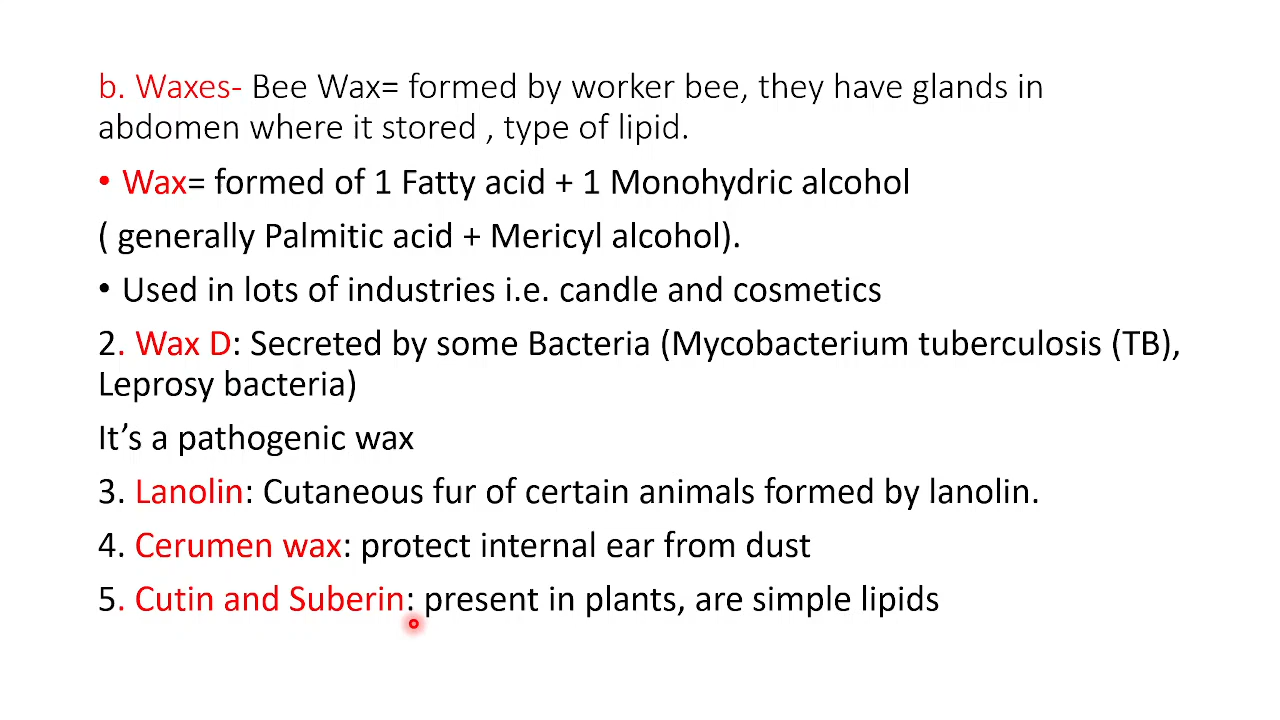 b. Waxes- Bee Wax= formed by worker bee, they have glands in
abdomen where it stored , type of lipid.
• Wax= formed of 1 Fatty acid + 1 Monohydric alcohol
( generally Palmitic acid + Mericyl alcohol).
• Used in lots of industries i.e. candle and cosmetics
2. Wax D: Secreted by some Bacteria (Mycobacterium tuberculosis (TB),
Leprosy bacteria)
It’s a pathogenic wax
3. Lanolin: Cutaneous fur of certain animals formed by lanolin.
4. Cerumen wax: protect internal ear from dust
5. Cutin and Suberin: present in plants, are simple lipids